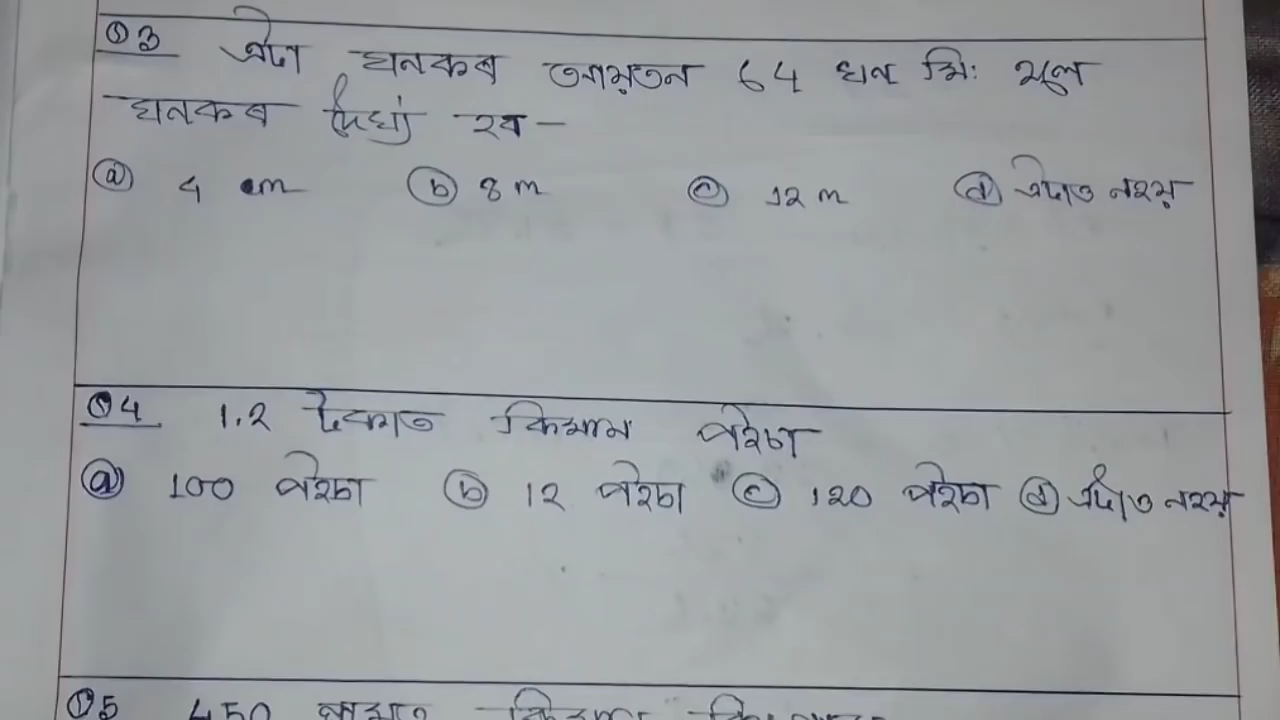 Q3 এটা ঘনকৰ আয়তন 64 ঘন মি: হলে
ঘনকৰ দৈৰ্ঘ্য হব –
ⓐ 4 m ⓑ 8 m ⓒ 12 m ⓓ এটাও নহয়
Q4 1.2 টকাত কিমান পইচা
ⓐ 100 পইচা ⓑ 12 পইচা ⓒ 120 পইচা ⓓ এটাও নহয়
Q5 450